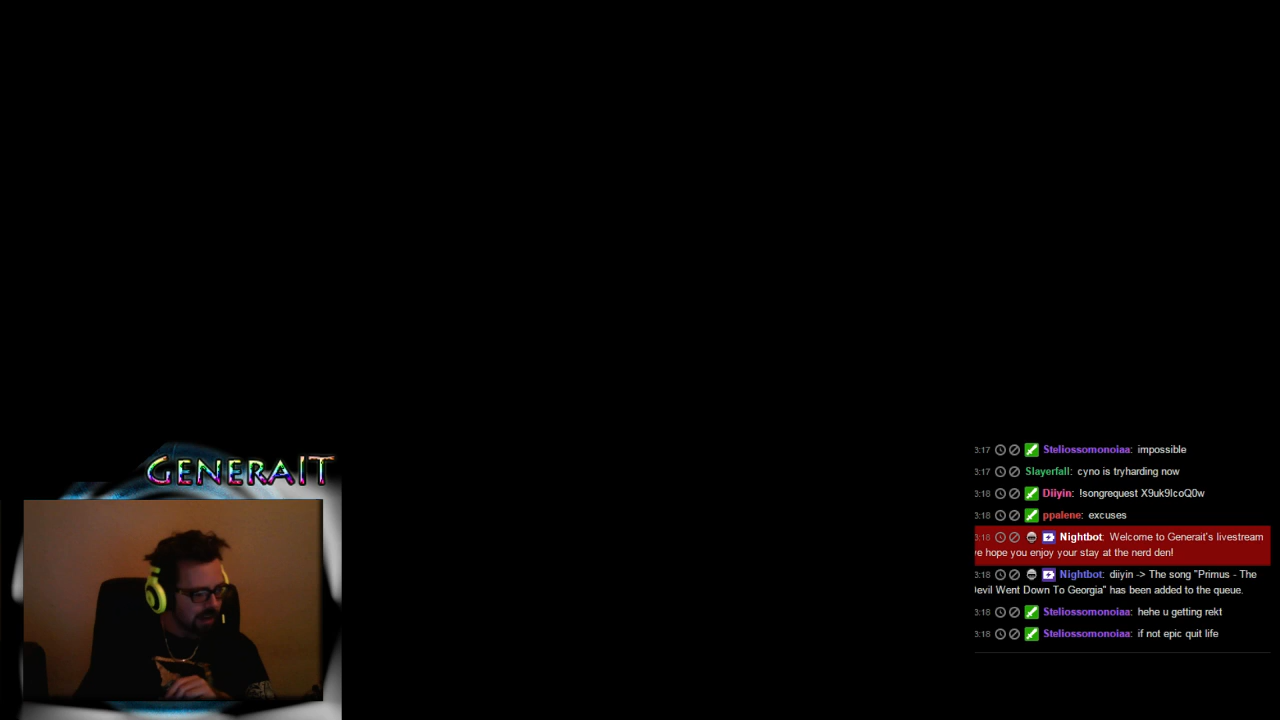 GENERAIT
3:17 Steliossomonoiaa: impossible
3:17 Slayerfall: cyno is tryharding now
3:18 Diiyin: !songrequest X9uk9IcoQ0w
3:18 ppalene: excuses
3:18 Nightbot: Welcome to Generait's livestream
e hope you enjoy your stay at the nerd den!
3:18 Nightbot: diiyin -> The song "Primus - The
evil Went Down To Georgia" has been added to the queue.
3:18 Steliossomonoiaa: hehe u getting rekt
3:18 Steliossomonoiaa: if not epic quit life